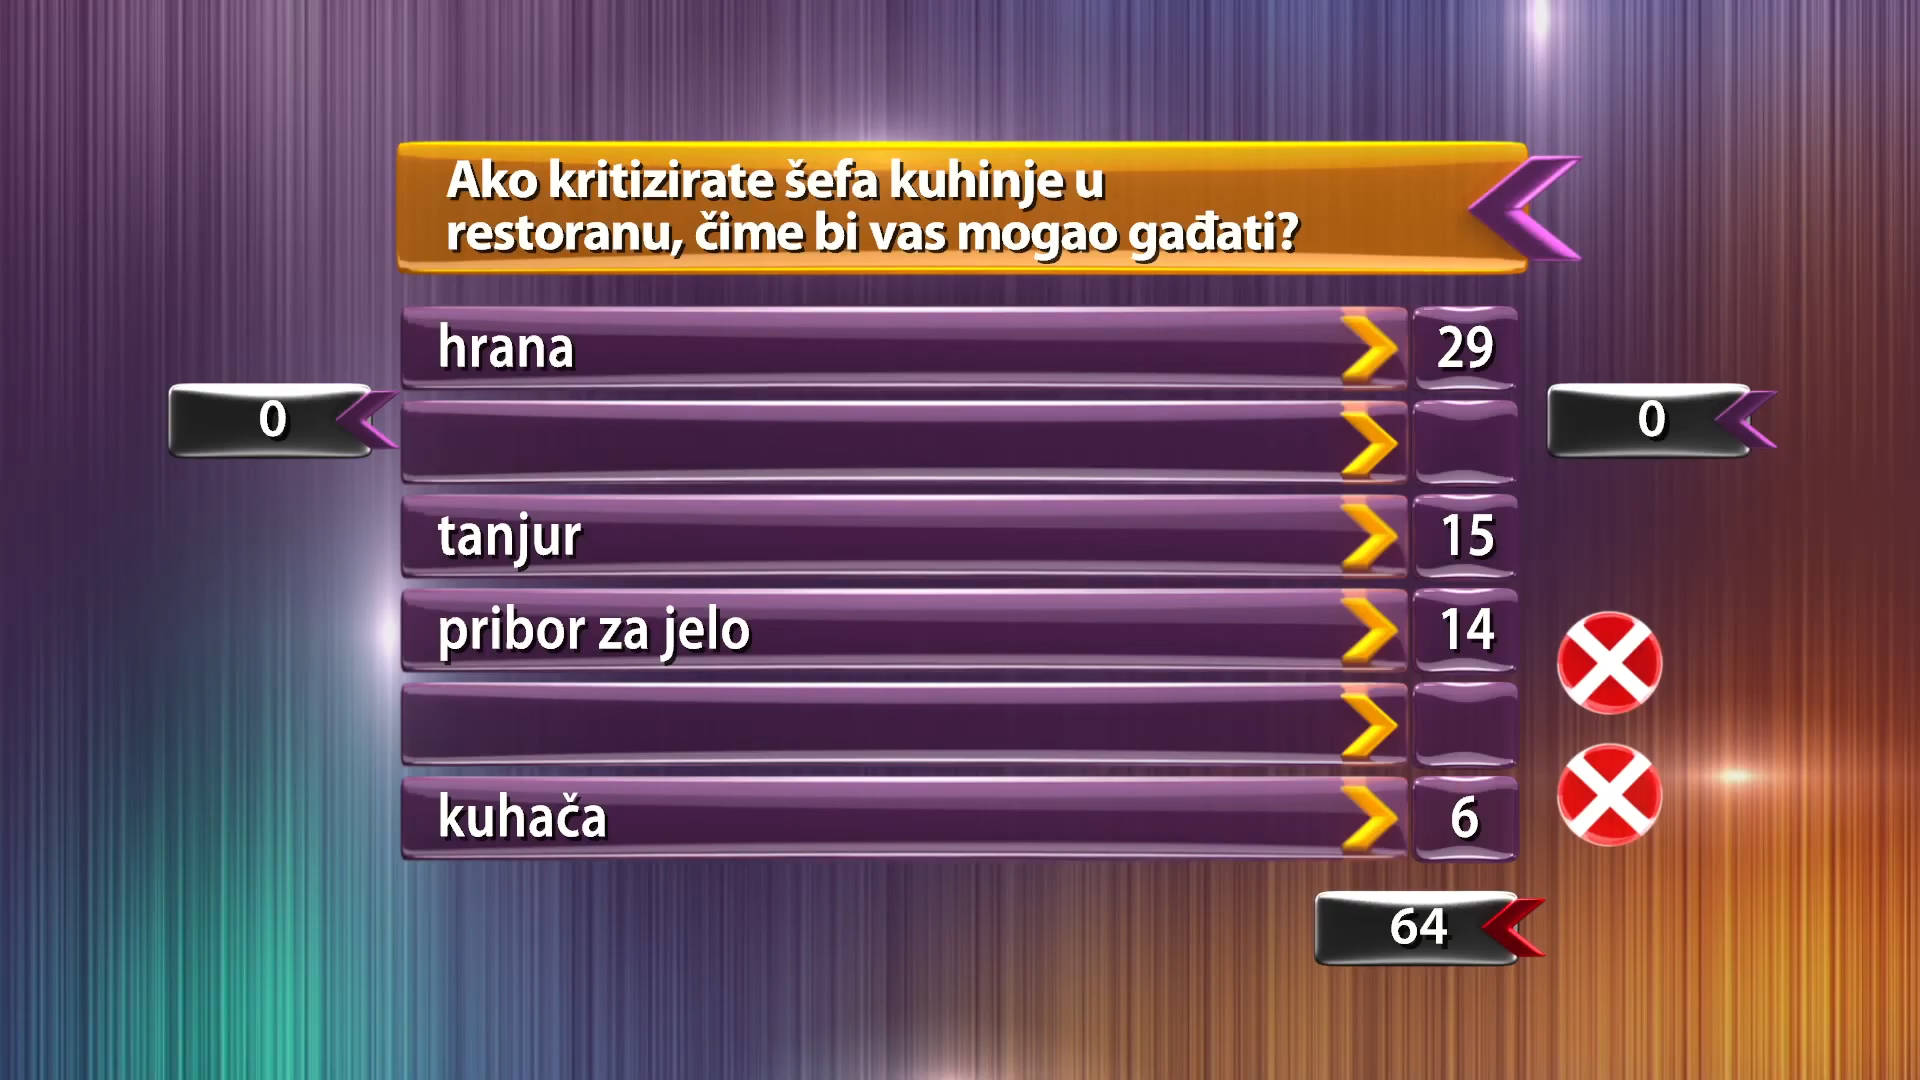 Ako kritizirate šefa kuhinje u
restoranu, čime bi vas mogao gađati?
hrana 29
0
0
tanjur 15
pribor za jelo 14
kuhača 6
64